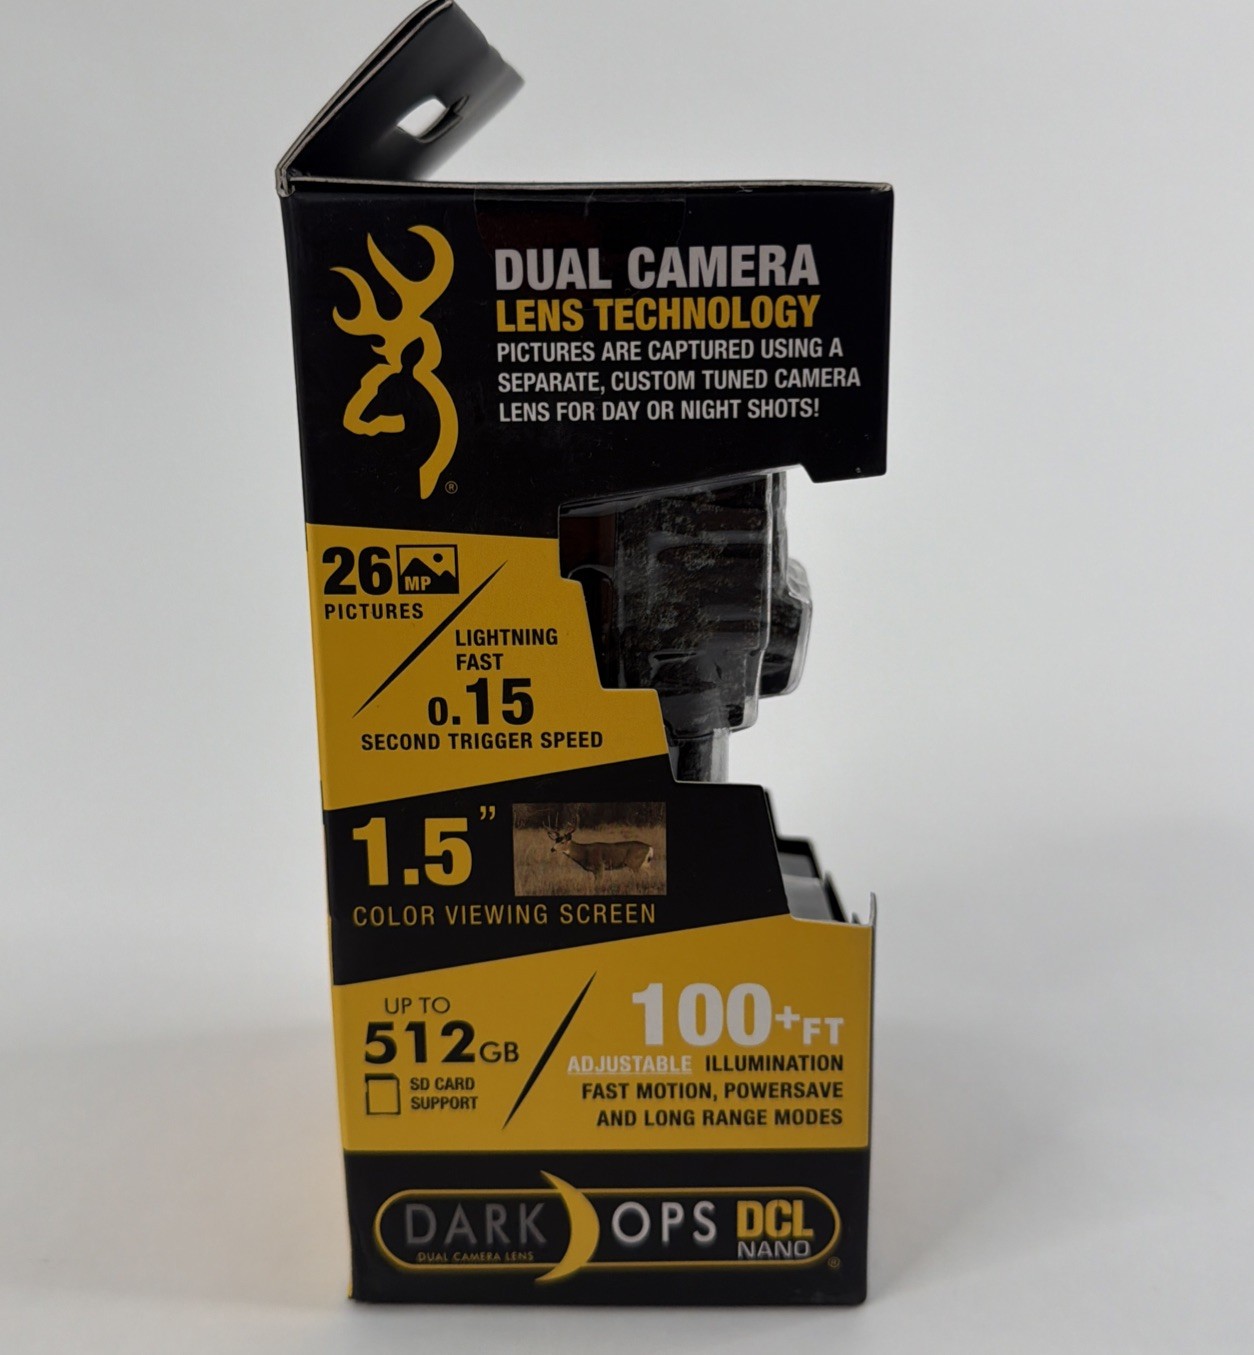 DUAL CAMERA
LENS TECHNOLOGY
PICTURES ARE CAPTURED USING A
SEPARATE, CUSTOM TUNED CAMERA
LENS FOR DAY OR NIGHT SHOTS!
®
26 MP
PICTURES
LIGHTNING
FAST
0.15
SECOND TRIGGER SPEED
1.5”
COLOR VIEWING SCREEN
UP TO
512GB
SD CARD
SUPPORT
100+FT
ADJUSTABLE ILLUMINATION
FAST MOTION, POWERSAVE
AND LONG RANGE MODES
DARK OPS DCL
DUAL CAMERA LENS NANO
®